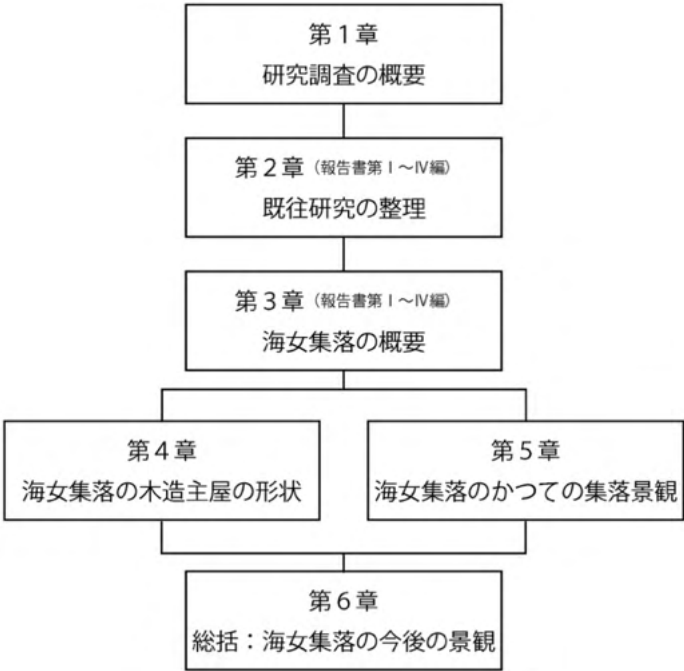 第1章
研究調査の概要
第2章（報告書第Ⅰ～Ⅳ編）
既往研究の整理
第3章（報告書第Ⅰ～Ⅳ編）
海女集落の概要
第4章
海女集落の木造主屋の形状
第5章
海女集落のかつての集落景観
第6章
総括：海女集落の今後の景観